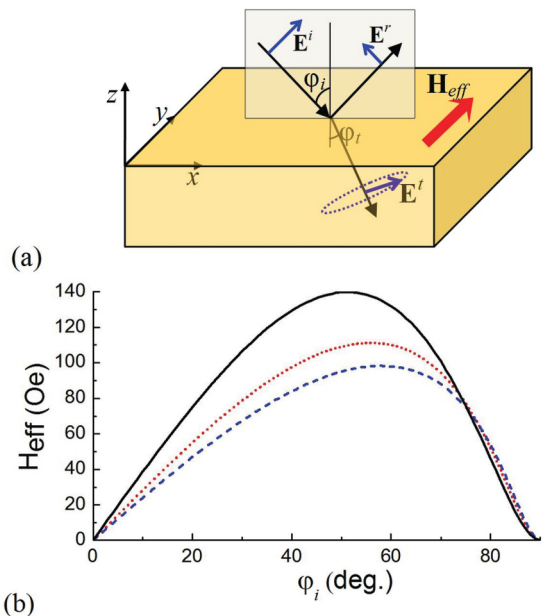 E^i
E^r
φ_i
H_eff
z
y
φ_t
x
E^t
(a)
140
120
100
80
60
40
20
0
H_eff (Oe)
0 20 40 60 80
φ_i (deg.)
(b)